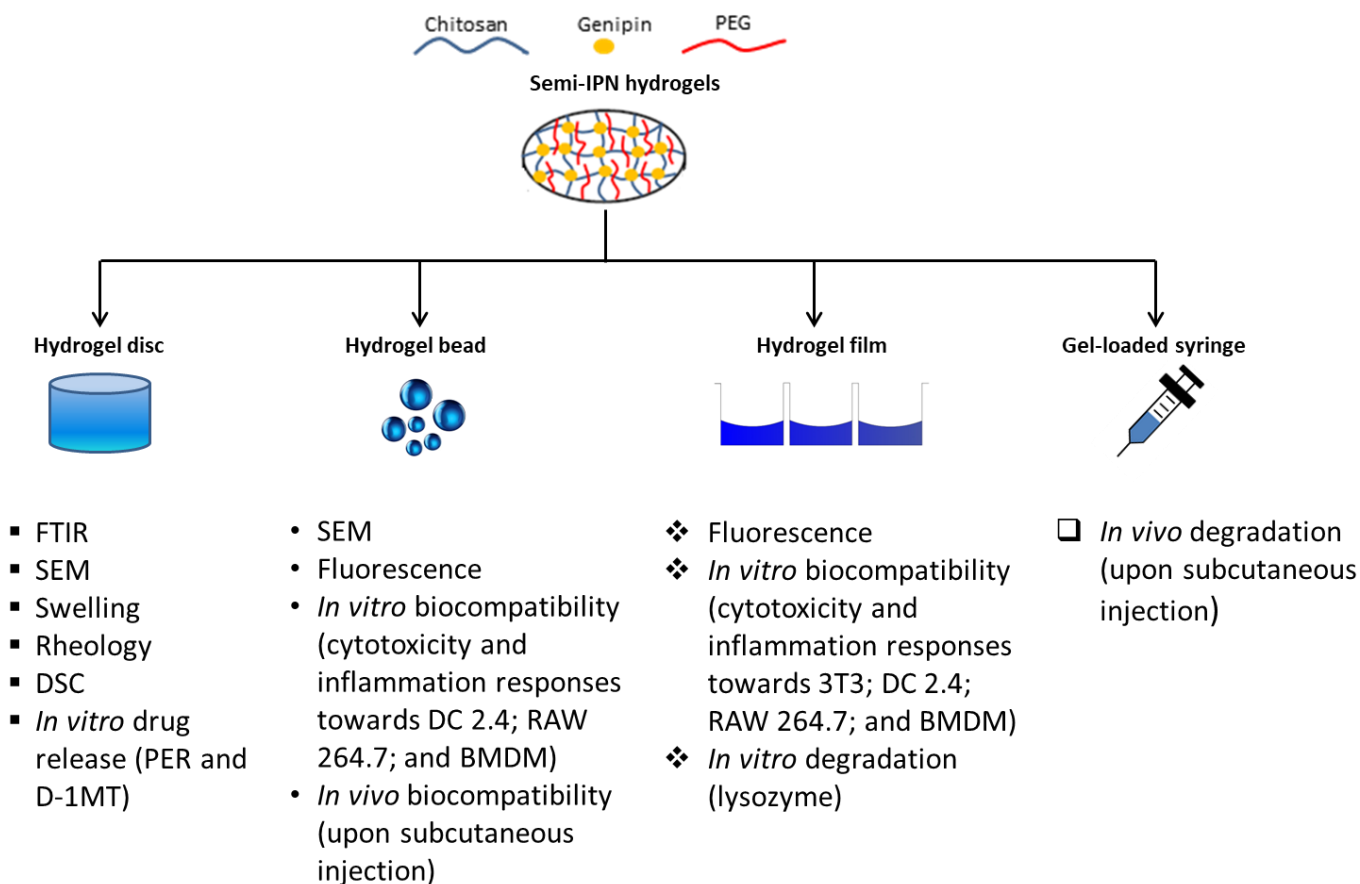 Chitosan Genipin PEG
Semi-IPN hydrogels
Hydrogel disc
▪ FTIR
▪ SEM
▪ Swelling
▪ Rheology
▪ DSC
▪ In vitro drug
release (PER and
D-1MT)
Hydrogel bead
• SEM
• Fluorescence
• In vitro biocompatibility
(cytotoxicity and
inflammation responses
towards DC 2.4; RAW
264.7; and BMDM)
• In vivo biocompatibility
(upon subcutaneous
injection)
Hydrogel film
❖ Fluorescence
❖ In vitro biocompatibility
(cytotoxicity and
inflammation responses
towards 3T3; DC 2.4;
RAW 264.7; and BMDM)
❖ In vitro degradation
(lysozyme)
Gel-loaded syringe
❑ In vivo degradation
(upon subcutaneous
injection)